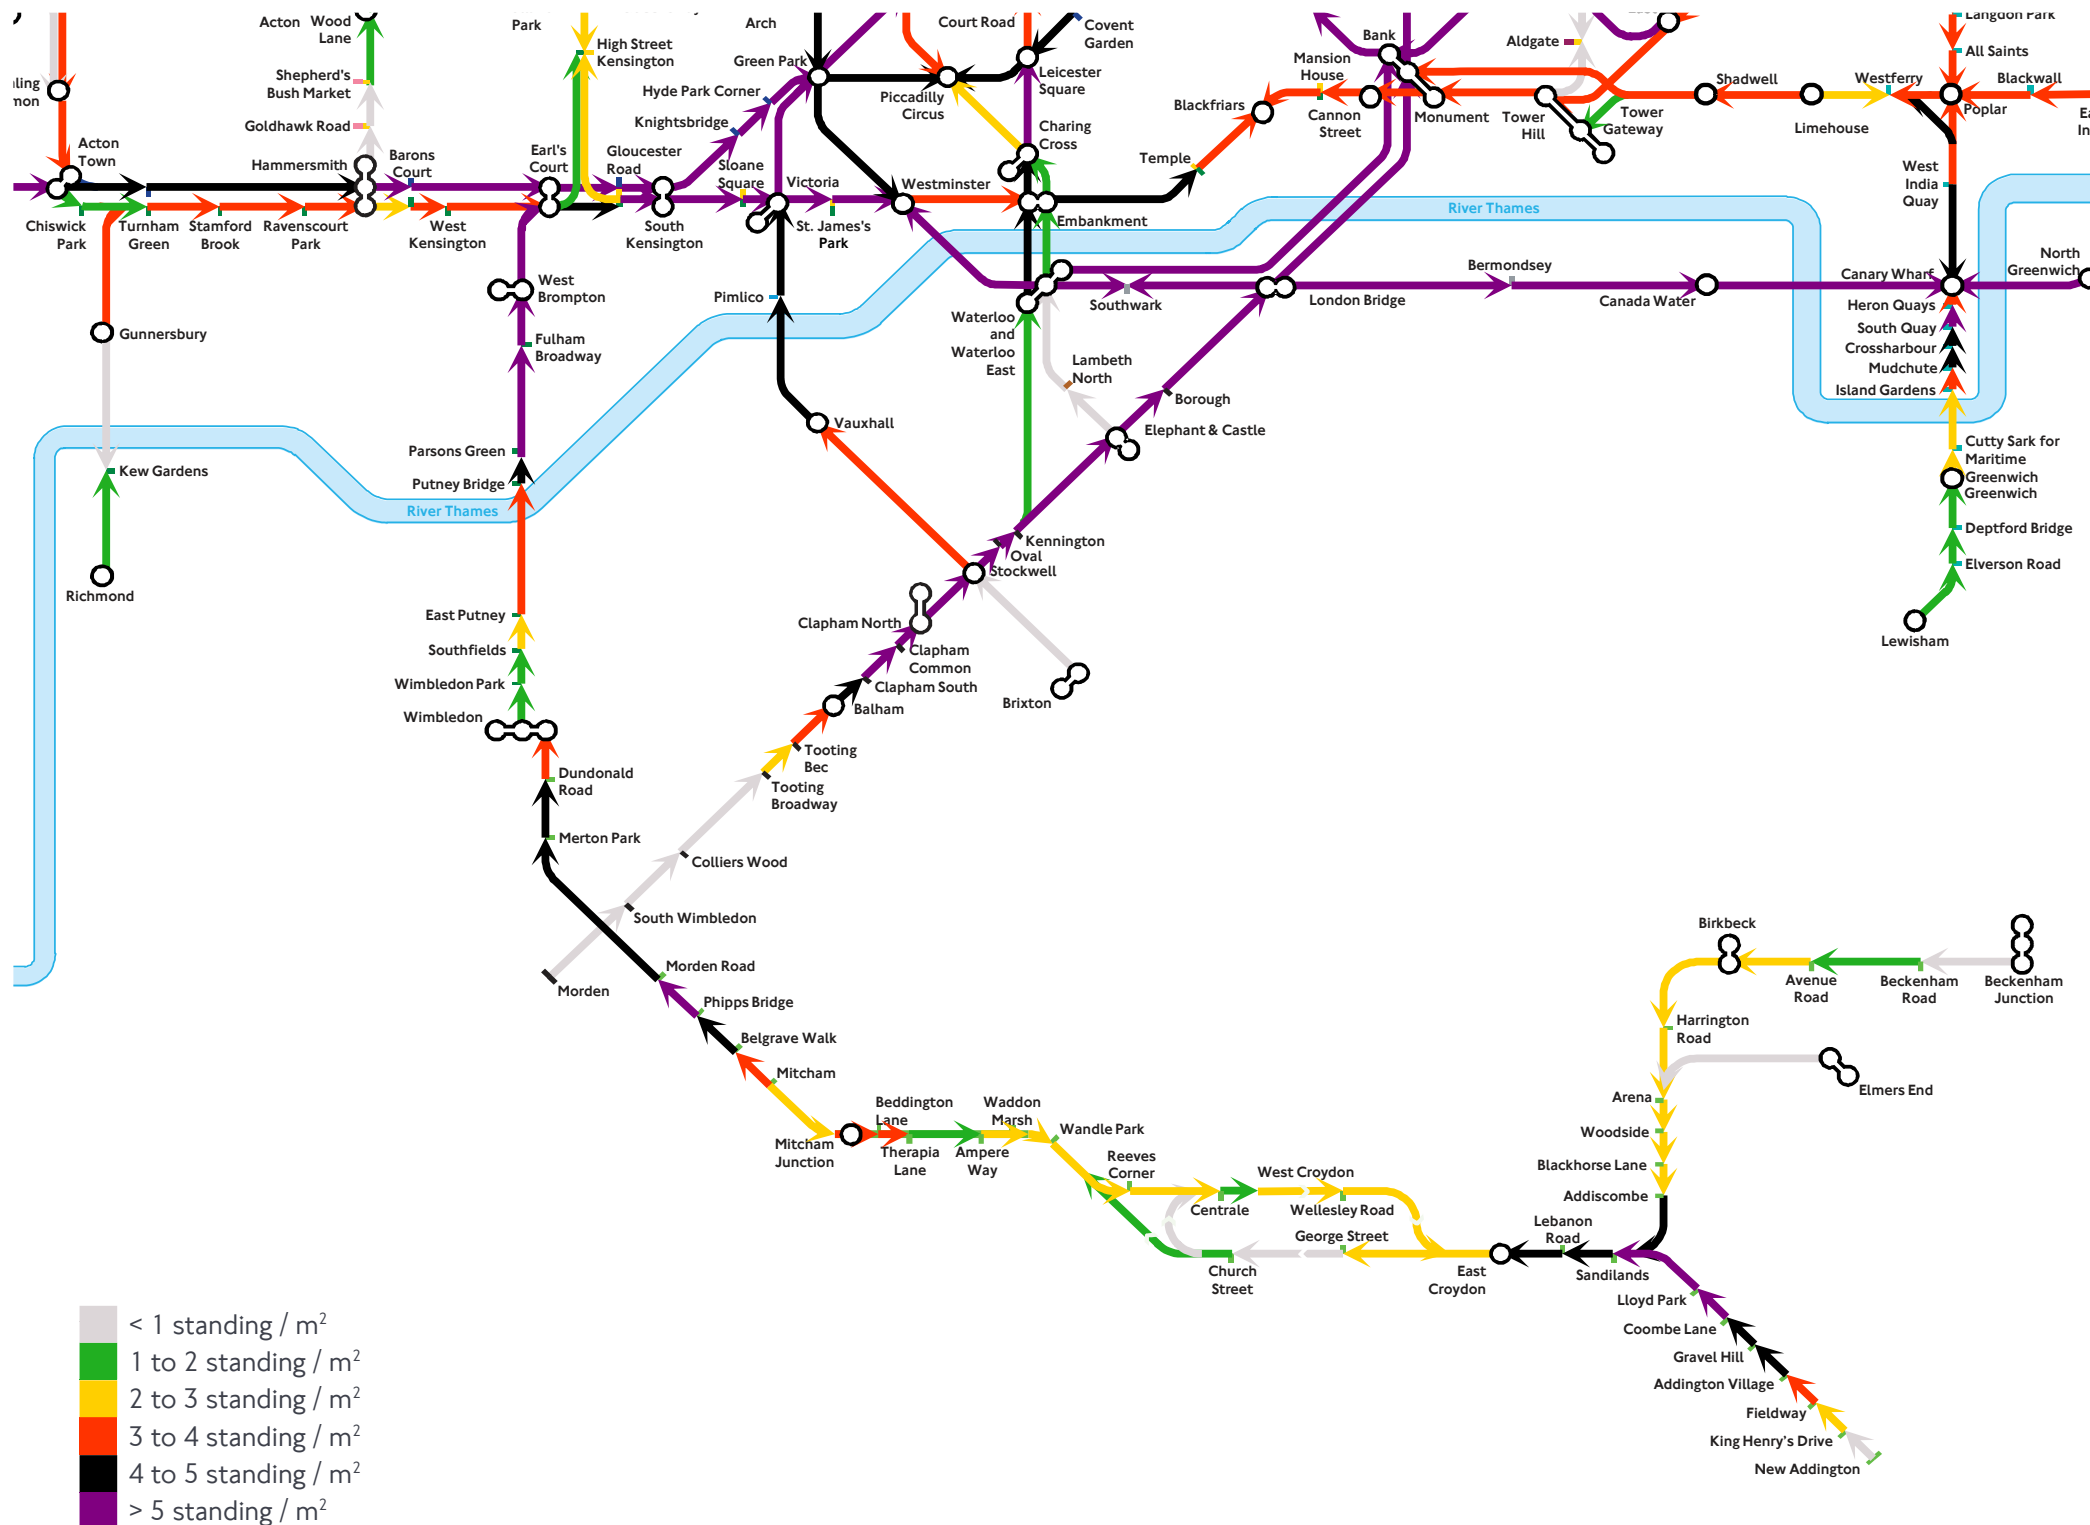 Acton
Wood
Lane
Park
Arch
Court Road
Covent
Garden
Aldgate
Bank
Langdon Park
All Saints
High Street
Kensington
Green Park
Piccadilly
Circus
Leicester
Square
Mansion
House
Shadwell
Westferry
Blackwall
Poplar
Shepherd's
Bush Market
Goldhawk Road
Hyde Park Corner
Knightsbridge
Blackfriars
Cannon
Street
Monument
Tower
Hill
Tower
Gateway
Limehouse
Acton
Town
Hammersmith
Barons
Court
Earl's
Court
Gloucester
Road
Sloane
Square
Victoria
Westminster
Charing
Cross
Temple
Embankment
West
India
Quay
Chiswick
Park
Turnham
Green
Stamford
Brook
Ravenscourt
Park
West
Kensington
South
Kensington
St. James's
Park
River Thames
West
Brompton
Pimlico
Waterloo
and
Waterloo
East
Southwark
London Bridge
Bermondsey
Canada Water
Canary Wharf
North
Greenwich
Heron Quays
South Quay
Crossharbour
Mudchute
Island Gardens
Gunnersbury
Fulham
Broadway
Lambeth
North
Borough
Elephant & Castle
Vauxhall
Cutty Sark for
Maritime
Greenwich
Greenwich
Parsons Green
Putney Bridge
Kew Gardens
River Thames
Deptford Bridge
Elverson Road
Lewisham
Richmond
Kennington
Oval
Stockwell
East Putney
Southfields
Wimbledon Park
Wimbledon
Clapham North
Clapham
Common
Clapham South
Balham
Brixton
Tooting
Bec
Tooting
Broadway
Dundonald
Road
Merton Park
Colliers Wood
South Wimbledon
Morden
Morden Road
Phipps Bridge
Belgrave Walk
Mitcham
Mitcham
Junction
Beddington
Lane
Therapia
Lane
Ampere
Way
Waddon
Marsh
Wandle Park
Reeves
Corner
Centrale
West Croydon
Wellesley Road
George Street
Church
Street
East
Croydon
Lebanon
Road
Sandilands
Birkbeck
Avenue
Road
Beckenham
Road
Beckenham
Junction
Harrington
Road
Elmers End
Arena
Woodside
Blackhorse Lane
Addiscombe
Lloyd Park
Coombe Lane
Gravel Hill
Addington Village
Fieldway
King Henry's Drive
New Addington
< 1 standing / m²
1 to 2 standing / m²
2 to 3 standing / m²
3 to 4 standing / m²
4 to 5 standing / m²
> 5 standing / m²